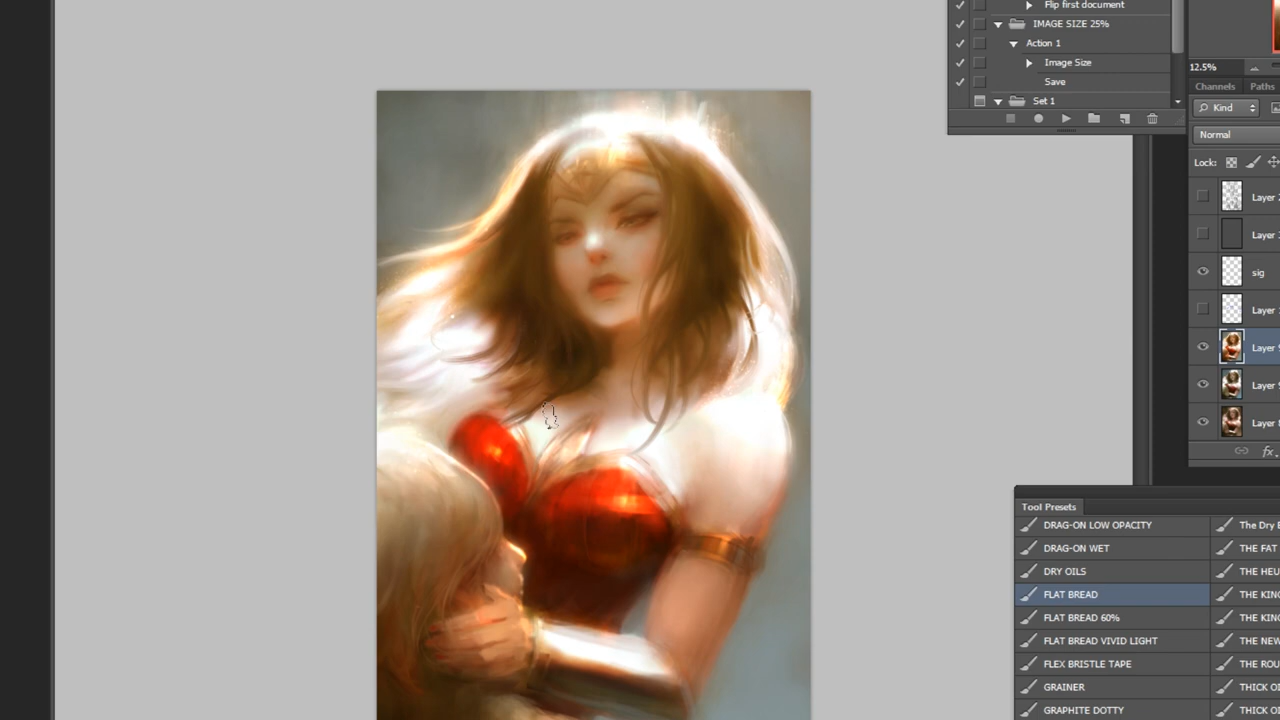 Flip first document
IMAGE SIZE 25%
Action 1
Image Size
Save
Set 1
12.5%
Channels
Paths
Kind
Normal
Lock:
Layer
Layer
sig
Layer
Layer
Layer
Layer
fx
Tool Presets
DRAG-ON LOW OPACITY
The Dry
DRAG-ON WET
THE FAT
DRY OILS
THE
FLAT BREAD
THE
FLAT BREAD 60%
THE
FLAT BREAD VIVID LIGHT
THE NEW
FLEX BRISTLE TAPE
THE
GRAINER
THICK
GRAPHITE DOTTY
THICK